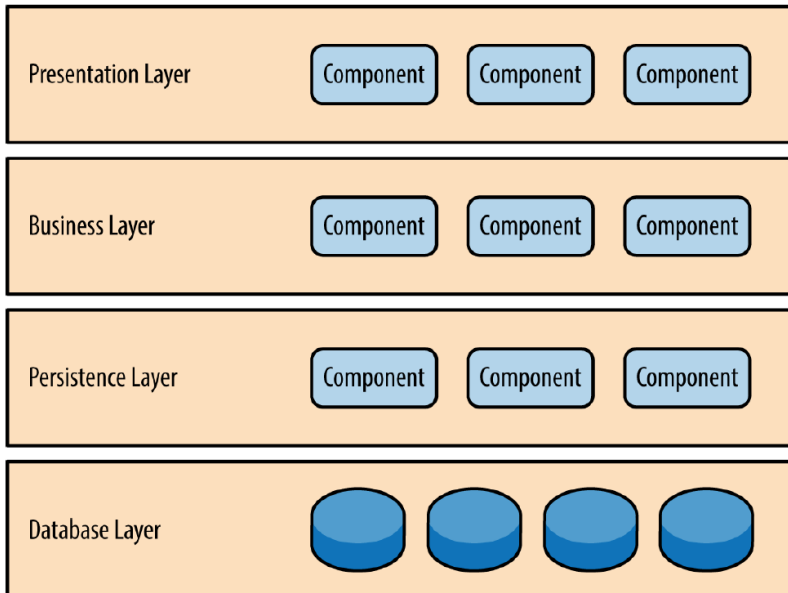 Presentation Layer Component Component Component
Business Layer Component Component Component
Persistence Layer Component Component Component
Database Layer